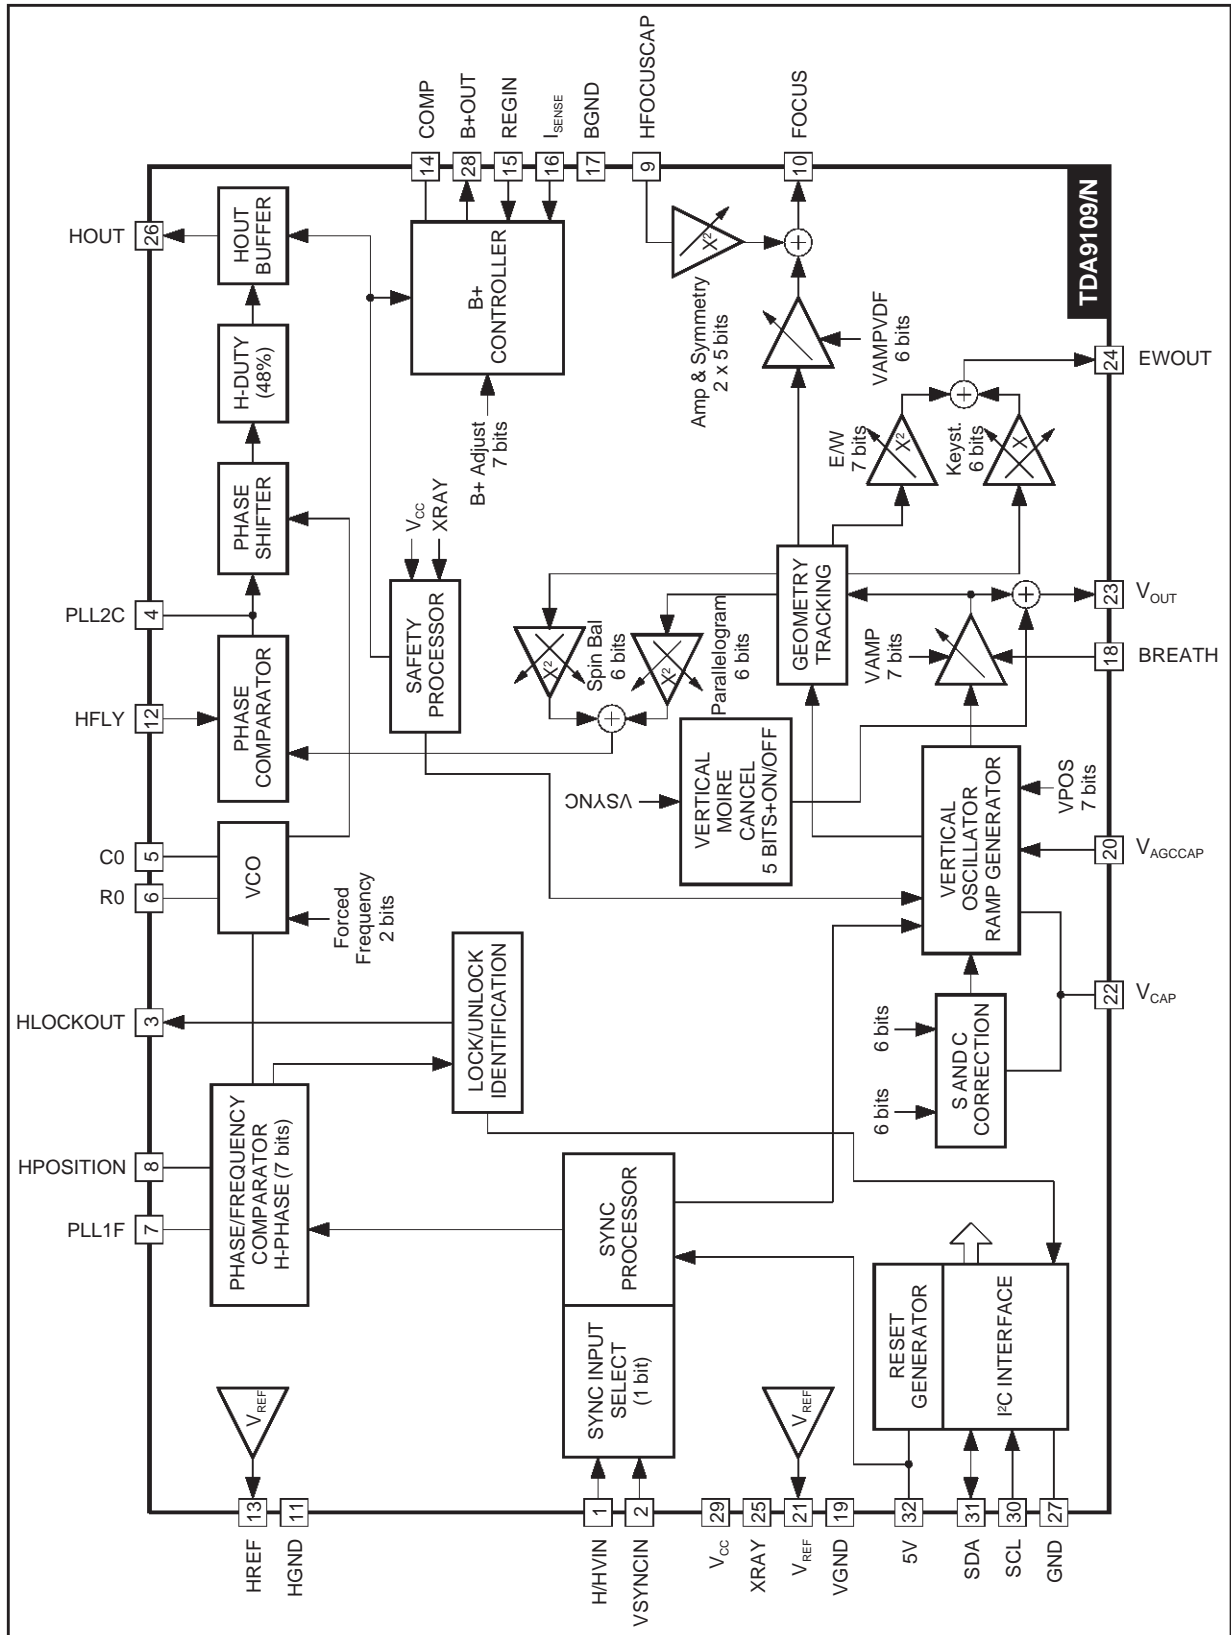 TDA9109/N
HREF
13
HGND
11
H/HVIN
1
VSYNCIN
2
VCC
29
XRAY
25
VREF
21
VGND
19
5V
32
SDA
31
SCL
30
GND
27
PLL1F
7
HPOSITION
8
HLOCKOUT
3
R0
6
C0
5
HFLY
12
PLL2C
4
HOUT
26
COMP
14
B+OUT
28
REGIN
15
ISENSE
16
BGND
17
HFOCUSCAP
9
FOCUS
10
EWOUT
24
VOUT
23
BREATH
18
VAGCCAP
20
VCAP
22
VREF
PHASE/FREQUENCY
COMPARATOR
H-PHASE (7 bits)
VCO
Forced
Frequency
2 bits
PHASE
COMPARATOR
PHASE
SHIFTER
H-DUTY
(48%)
HOUT
BUFFER
LOCK/UNLOCK
IDENTIFICATION
SAFETY
PROCESSOR
VCC
XRAY
B+
CONTROLLER
B+ Adjust
7 bits
SYNC INPUT
SELECT
(1 bit)
SYNC
PROCESSOR
X²
Spin Bal
6 bits
X²
Parallelogram
6 bits
+
VSYNC
VERTICAL
MOIRE
CANCEL
5 BITS+ON/OFF
GEOMETRY
TRACKING
X²
Amp & Symmetry
2 x 5 bits
+
VAMPVDF
6 bits
E/W
7 bits
X²
Keyst.
6 bits
X
+
VREF
RESET
GENERATOR
I²C INTERFACE
6 bits
6 bits
S AND C
CORRECTION
VERTICAL
OSCILLATOR
RAMP GENERATOR
VPOS
7 bits
VAMP
7 bits
+